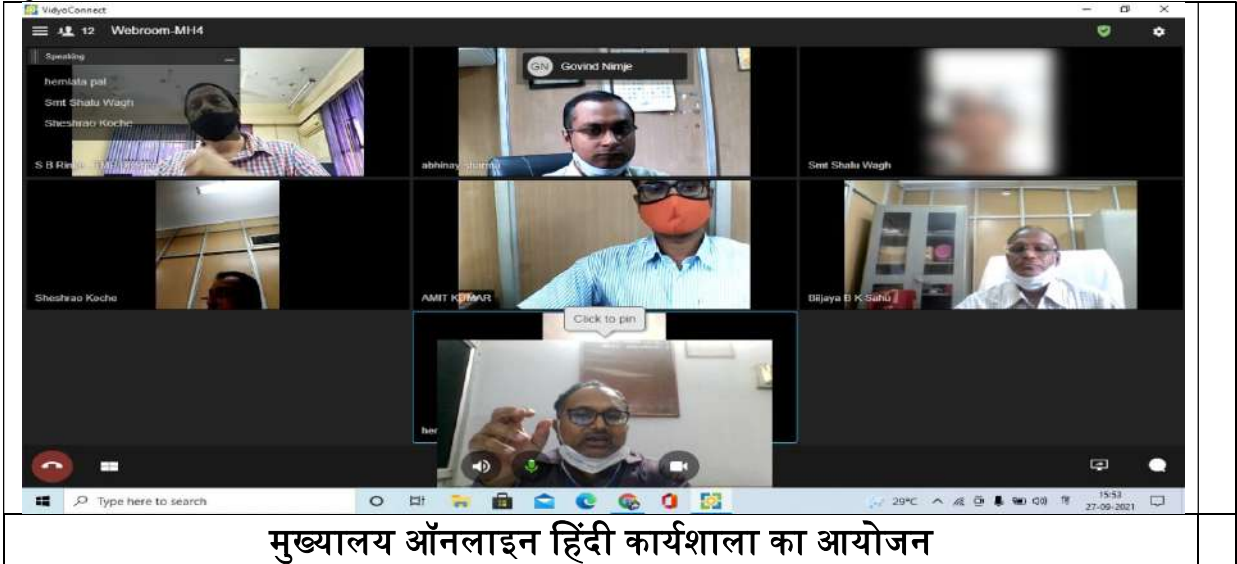 VidyoConnect
12 Webroom-MH4
Speaking
hemlata pal
Smt Shalu Wagh
Sheshrao Koche
GN Govind Nimje
S B
abhinay sharma
Smt Shalu Wagh
Sheshrao Koche
AMIT KUMAR
Biijaya B K Sahu
Click to pin
her
Type here to search
29°C
15:53
27-09-2021
मुख्यालय ऑनलाइन हिंदी कार्यशाला का आयोजन